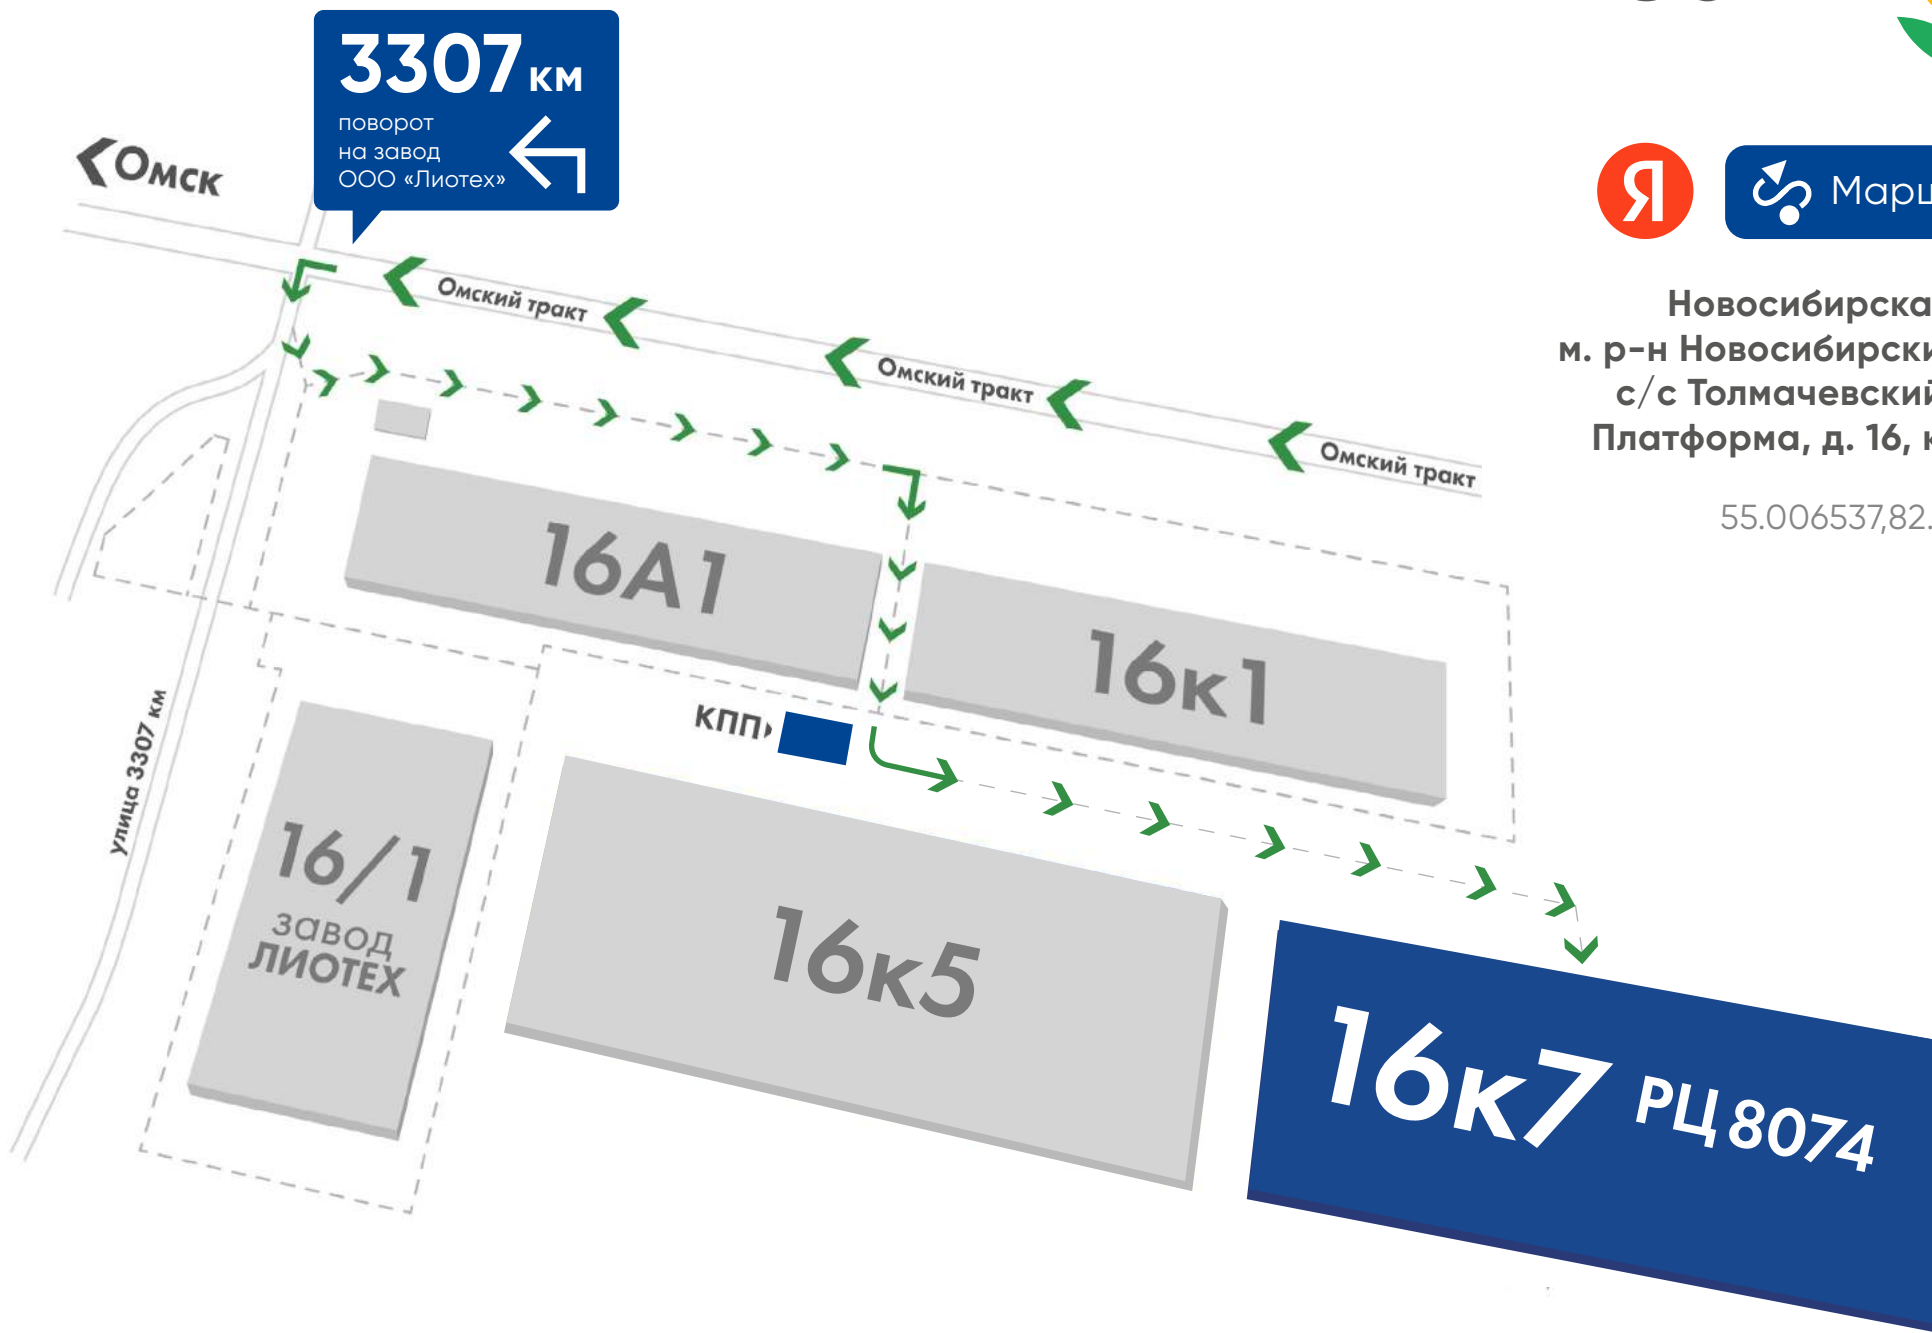 3307 км
поворот
на завод
ООО «Лиотех»
Омск
Я
Новосибирска
м. р-н Новосибирски
с/с Толмачевский
Платформа, д. 16,
55.006537,82.
Омский тракт
Омский тракт
Омский тракт
16А1
16к1
КПП
Улица 3307 км
16/1
завод
ЛИОТЕХ
16к5
16к7 РЦ 8074